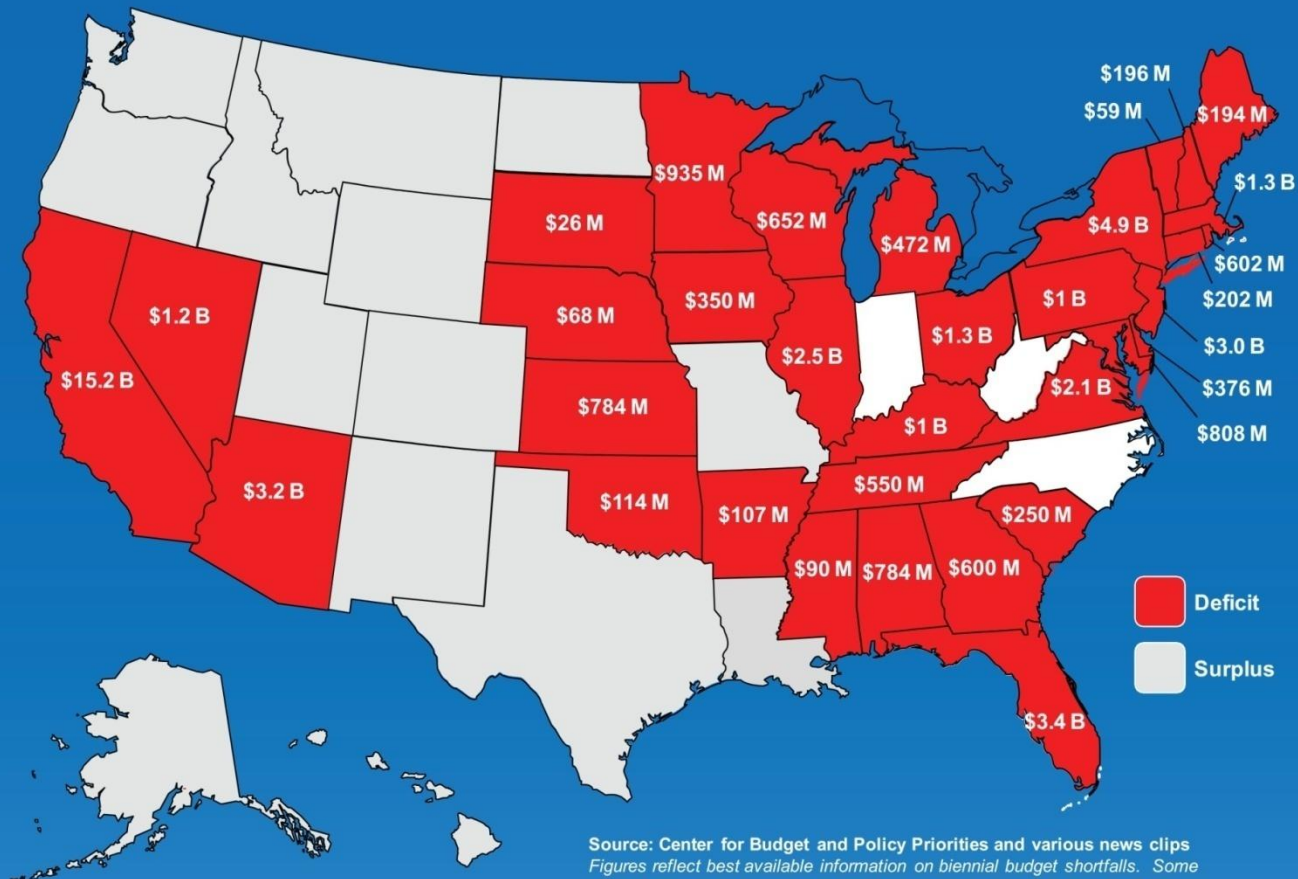 $196 M
$59 M
$194 M
$1.3 B
$935 M
$4.9 B
$26 M
$652 M
$472 M
$602 M
$202 M
$1.2 B
$68 M
$350 M
$1 B
$3.0 B
$15.2 B
$2.5 B
$1.3 B
$376 M
$2.1 B
$784 M
$1 B
$808 M
$3.2 B
$114 M
$107 M
$550 M
$250 M
$90 M
$784 M
$600 M
Deficit
Surplus
$3.4 B
Source: Center for Budget and Policy Priorities and various news clips
Figures reflect best available information on biennial budget shortfalls. Some